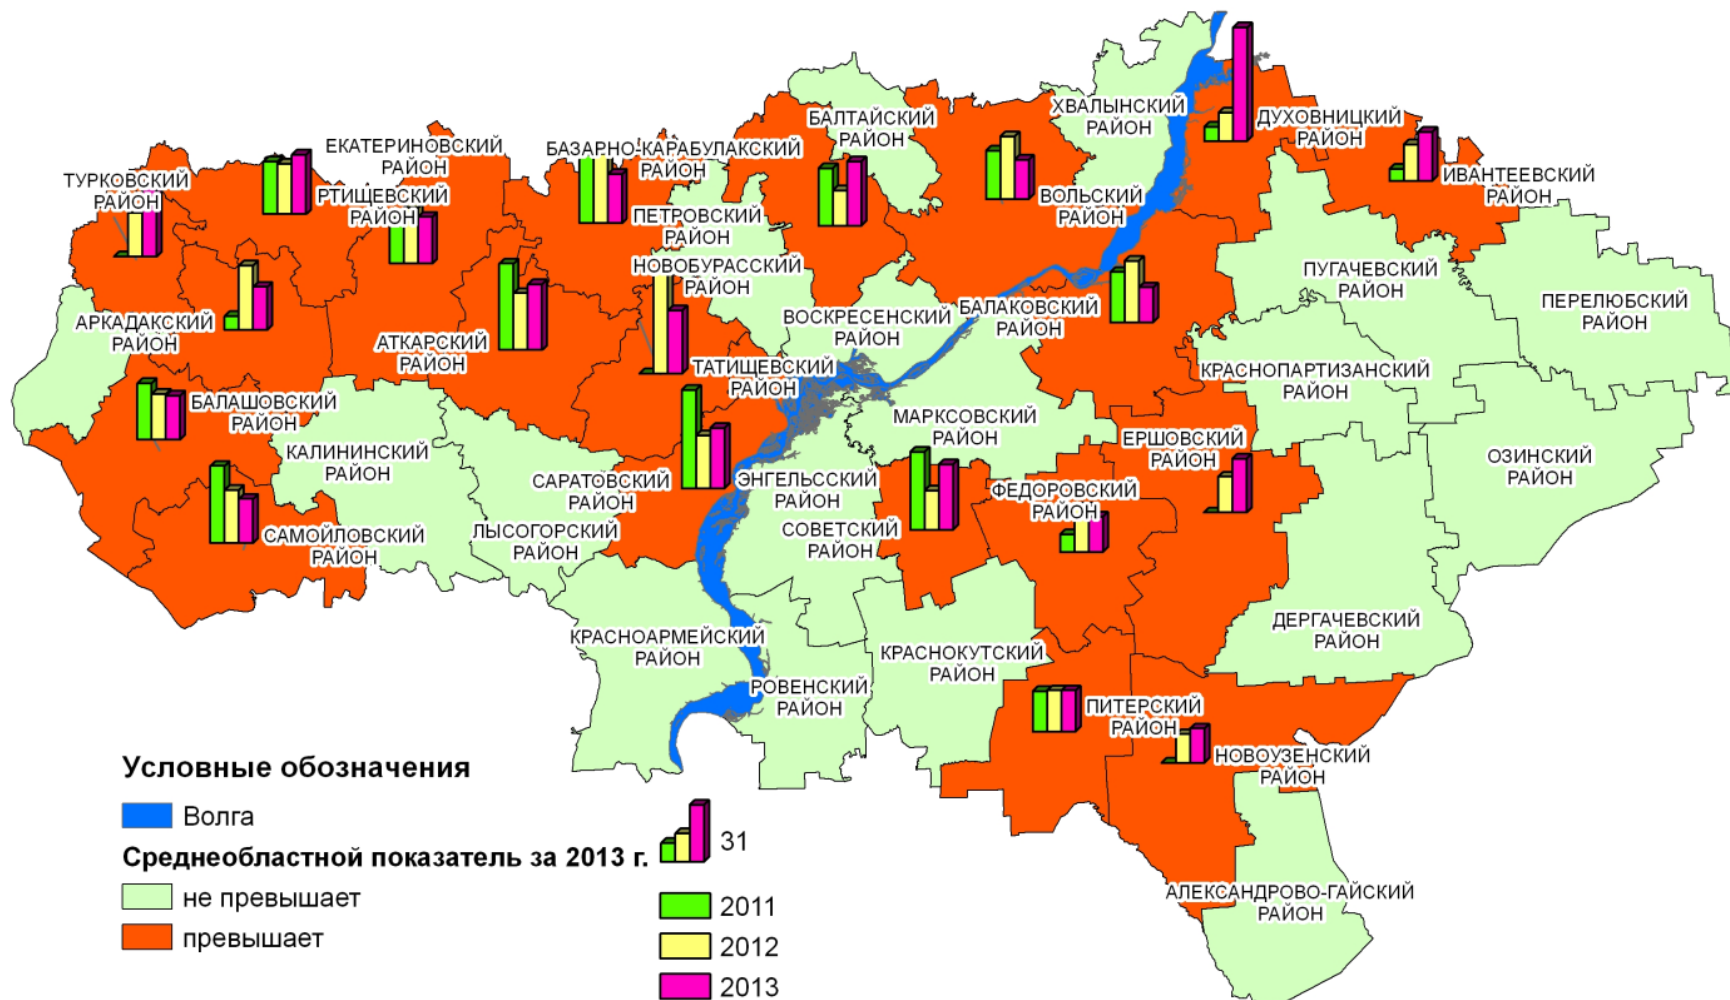 ХВАЛЫНСКИЙ
РАЙОН
БАЛТАЙСКИЙ
РАЙОН
ДУХОВНИЦКИЙ
РАЙОН
ЕКАТЕРИНОВСКИЙ
РАЙОН
БАЗАРНО-КАРАБУЛАКСКИЙ
РАЙОН
ТУРКОВСКИЙ
РАЙОН
РТИЩЕВСКИЙ
РАЙОН
ВОЛЬСКИЙ
РАЙОН
ИВАНТЕЕВСКИЙ
РАЙОН
ПЕТРОВСКИЙ
РАЙОН
НОВОБУРАССКИЙ
РАЙОН
ПУГАЧЕВСКИЙ
РАЙОН
ПЕРЕЛЮБСКИЙ
РАЙОН
АРКАДАКСКИЙ
РАЙОН
АТКАРСКИЙ
РАЙОН
ВОСКРЕСЕНСКИЙ
РАЙОН
БАЛАКОВСКИЙ
РАЙОН
ТАТИЩЕВСКИЙ
РАЙОН
КРАСНОПАРТИЗАНСКИЙ
РАЙОН
БАЛАШОВСКИЙ
РАЙОН
МАРКСОВСКИЙ
РАЙОН
ЕРШОВСКИЙ
РАЙОН
КАЛИНИНСКИЙ
РАЙОН
ОЗИНСКИЙ
РАЙОН
САРАТОВСКИЙ
РАЙОН
ЭНГЕЛЬССКИЙ
РАЙОН
ФЕДОРОВСКИЙ
РАЙОН
САМОЙЛОВСКИЙ
РАЙОН
ЛЫСОГОРСКИЙ
РАЙОН
СОВЕТСКИЙ
РАЙОН
КРАСНОАРМЕЙСКИЙ
РАЙОН
КРАСНОКУТСКИЙ
РАЙОН
ДЕРГАЧЕВСКИЙ
РАЙОН
РОВЕНСКИЙ
РАЙОН
ПИТЕРСКИЙ
РАЙОН
НОВОУЗЕНСКИЙ
РАЙОН
АЛЕКСАНДРОВО-ГАЙСКИЙ
РАЙОН
Условные обозначения
Волга
Среднеобластной показатель за 2013 г.
не превышает
превышает
31
2011
2012
2013